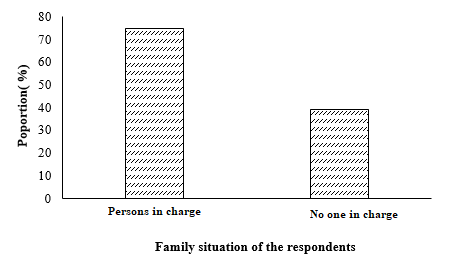 80
70
60
50
40
30
20
10
0
Poportion( %)
Persons in charge
No one in charge
Family situation of the respondents